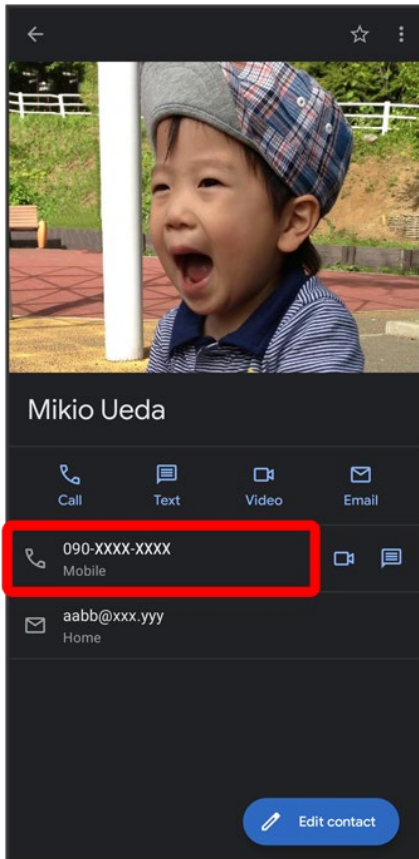 Mikio Ueda
Call Text Video Email
090-XXXX-XXXX
Mobile
aabb@xxx.yyy
Home
Edit contact